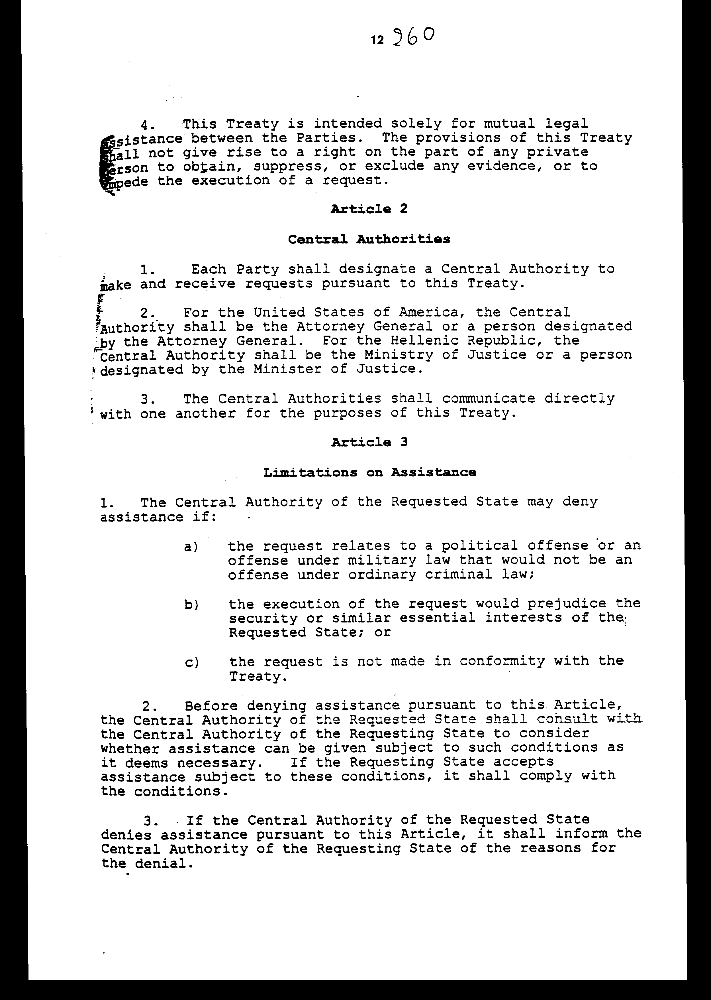 12 260
4. This Treaty is intended solely for mutual legal
assistance between the Parties. The provisions of this Treaty
shall not give rise to a right on the part of any private
person to obtain, suppress, or exclude any evidence, or to
impede the execution of a request.
Article 2
Central Authorities
1. Each Party shall designate a Central Authority to
make and receive requests pursuant to this Treaty.
2. For the United States of America, the Central
Authority shall be the Attorney General or a person designated
by the Attorney General. For the Hellenic Republic, the
Central Authority shall be the Ministry of Justice or a person
designated by the Minister of Justice.
3. The Central Authorities shall communicate directly
with one another for the purposes of this Treaty.
Article 3
Limitations on Assistance
1. The Central Authority of the Requested State may deny
assistance if:
a) the request relates to a political offense or an
offense under military law that would not be an
offense under ordinary criminal law;
b) the execution of the request would prejudice the
security or similar essential interests of the
Requested State; or
c) the request is not made in conformity with the
Treaty.
2. Before denying assistance pursuant to this Article,
the Central Authority of the Requested State shall consult with
the Central Authority of the Requesting State to consider
whether assistance can be given subject to such conditions as
it deems necessary. If the Requesting State accepts
assistance subject to these conditions, it shall comply with
the conditions.
3. If the Central Authority of the Requested State
denies assistance pursuant to this Article, it shall inform the
Central Authority of the Requesting State of the reasons for
the denial.